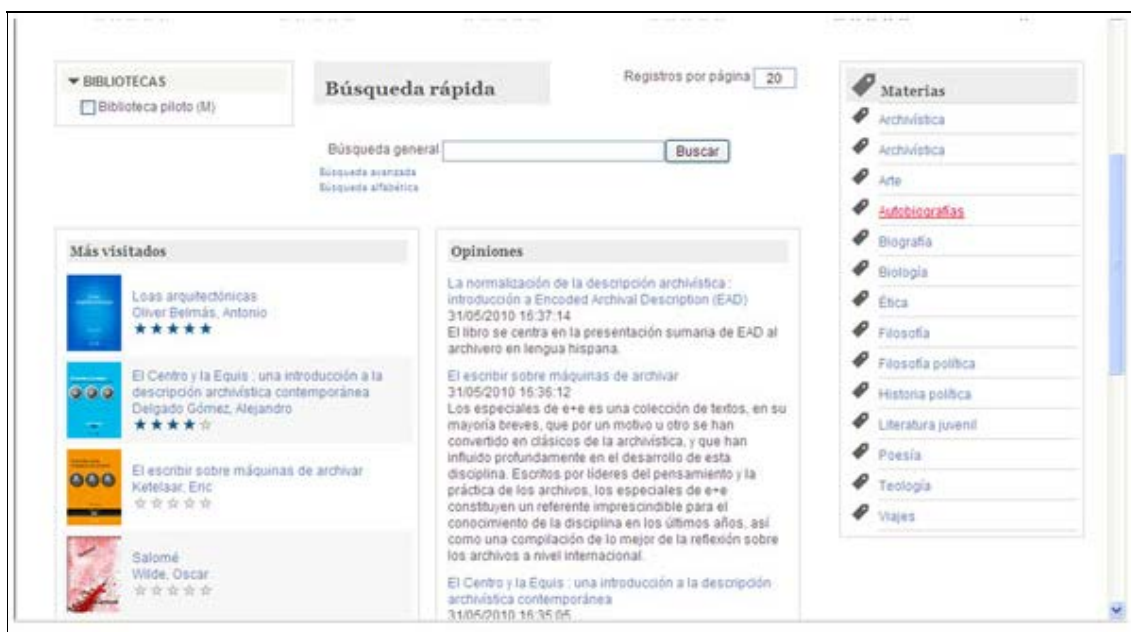 BIBLIOTECAS
Biblioteca piloto (M)
Búsqueda rápida
Registros por página 20
Búsqueda general
Buscar
Búsqueda avanzada
Búsqueda alfabética
Más visitados
Loas arquitectónicas
Oliver Belmás, Antonio
El Centro y la Equis : una introducción a la
descripción archivística contemporánea
Delgado Gómez, Alejandro
El escribir sobre máquinas de archivar
Ketelaar, Eric
Salomé
Wilde, Oscar
Opiniones
La normalización de la descripción archivística :
introducción a Encoded Archival Description (EAD)
31/05/2010 16:37:14
El libro se centra en la presentación sumaria de EAD al
archivero en lengua hispana.
El escribir sobre máquinas de archivar
31/05/2010 16:36:12
Los especiales de e+e es una colección de textos, en su
mayoría breves, que por un motivo u otro se han
convertido en clásicos de la archivística, y que han
influido profundamente en el desarrollo de esta
disciplina. Escritos por líderes del pensamiento y la
práctica de los archivos, los especiales de e+e
constituyen un referente imprescindible para el
conocimiento de la disciplina en los últimos años, así
como una compilación de lo mejor de la reflexión sobre
los archivos a nivel internacional.
El Centro y la Equis : una introducción a la descripción
archivística contemporánea
31/05/2010 16:35:05
Materias
Archivística
Archivística
Arte
Autobiografías
Biografía
Biología
Ética
Filosofía
Filosofía política
Historia política
Literatura juvenil
Poesía
Teología
Viajes